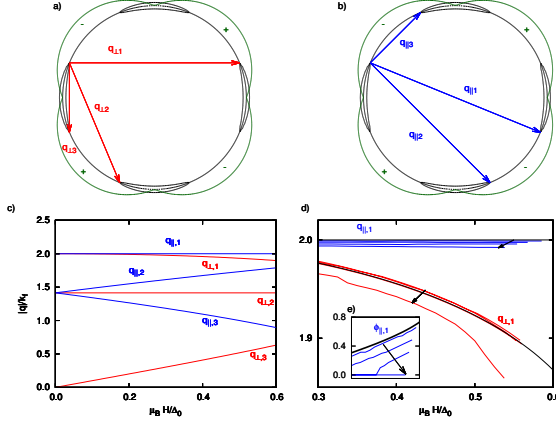 a)
-
+
q⊥1
q⊥2
q⊥3
+
-
b)
-
+
q||3
q||1
q||2
+
-
c)
2.5
2.0
1.5
1.0
0.5
0.0
|q|/kf
q||,1
q⊥,1
q||,2
q⊥,2
q||,3
q⊥,3
0.0 0.2 0.4 0.6
μB H/Δ0
d)
q||,1
2.0
1.9
q⊥,1
e)
0.8
0.4
0.0
ϕ||,1
0.3 0.4 0.5 0.6
μB H/Δ0